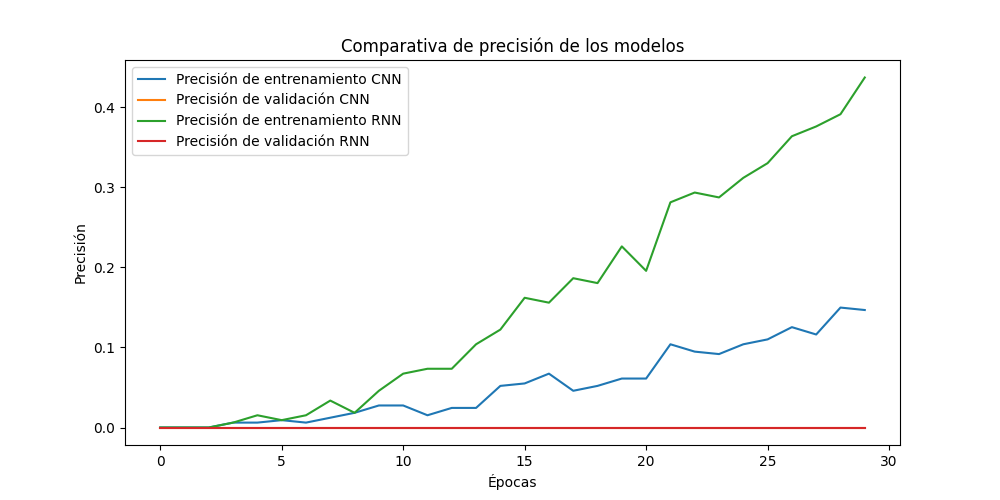 Comparativa de precisión de los modelos
Precisión de entrenamiento CNN
Precisión de validación CNN
Precisión de entrenamiento RNN
Precisión de validación RNN
Precisión
0.4
0.3
0.2
0.1
0.0
0 5 10 15 20 25 30
Épocas